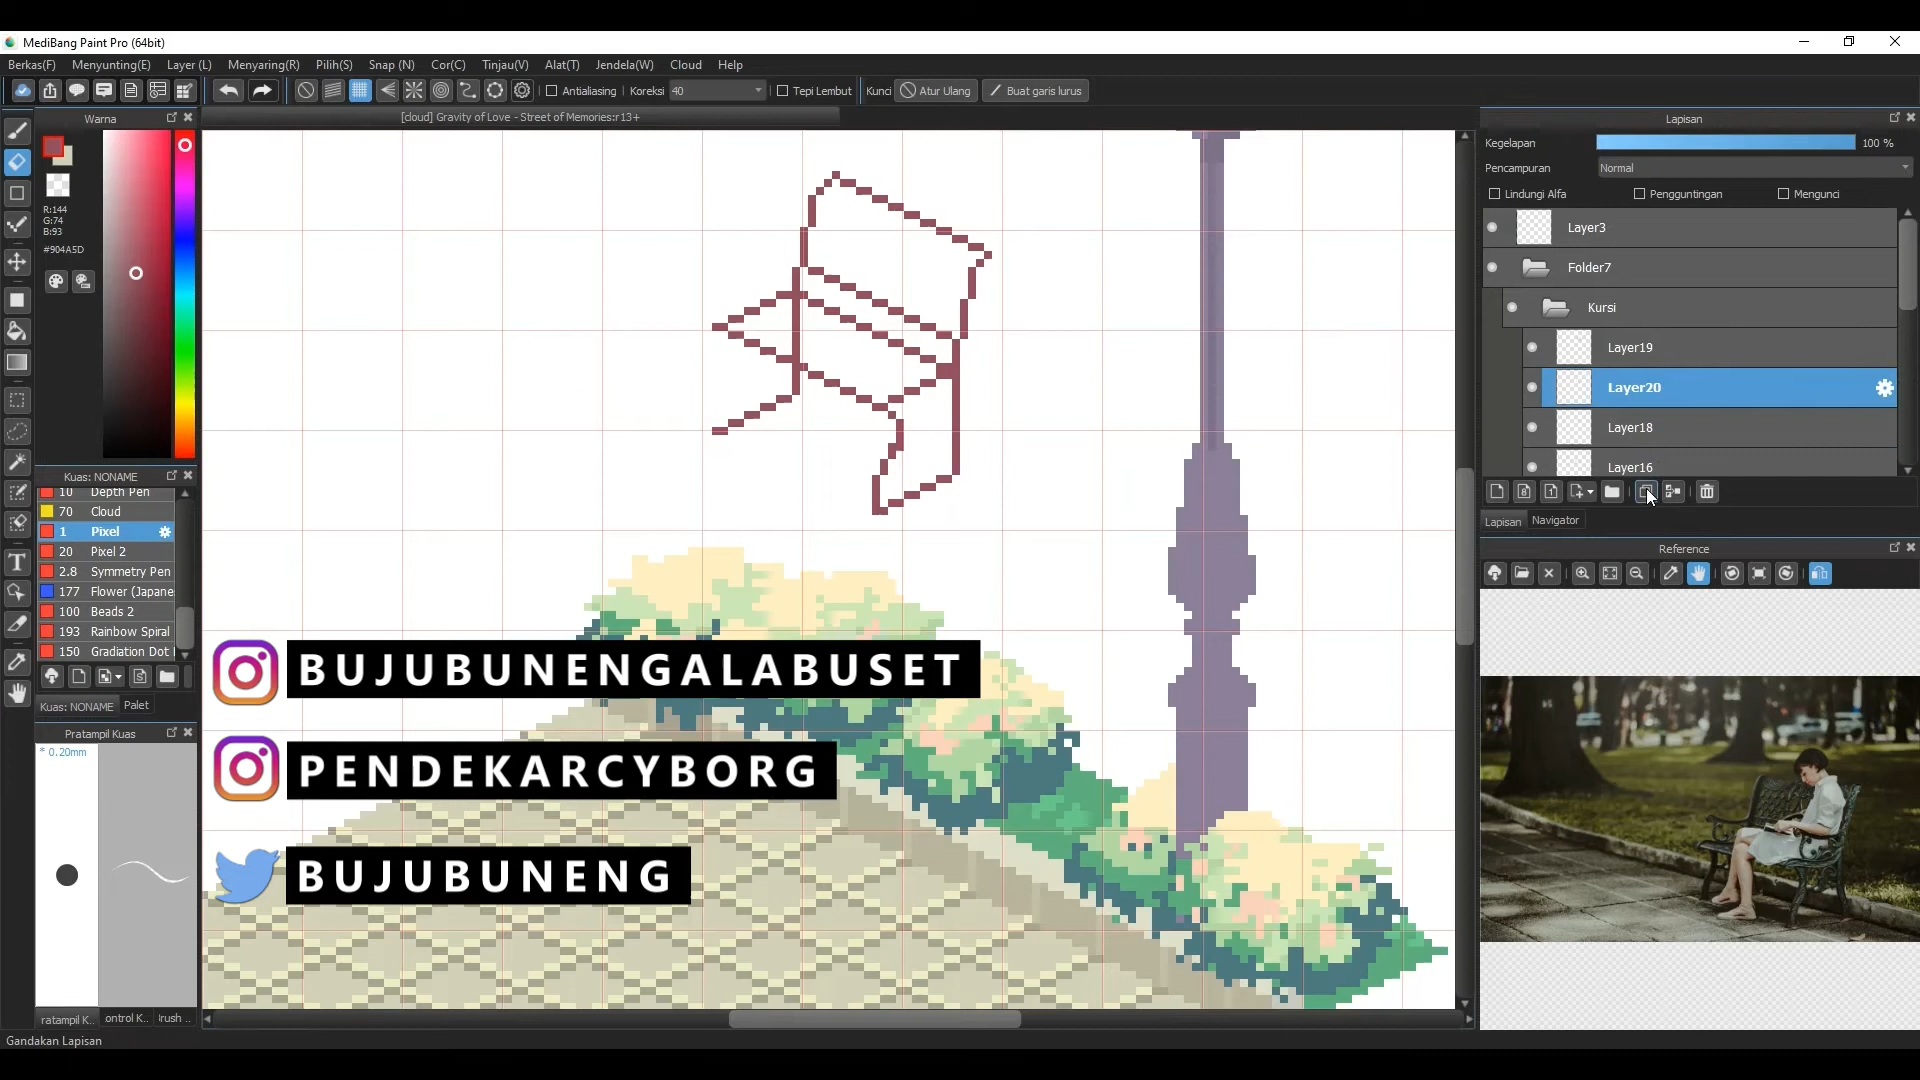 MediBang Paint Pro (64bit)
Berkas(F) Menyunting(E) Layer (L) Menyaring(R) Pilih(S) Snap (N) Cor(C) Tinjau(V) Alat(T) Jendela(W) Cloud Help
Antialiasing Koreksi 40 Tepi Lembut Kunci Atur Ulang Buat garis lurus
Warna
[cloud] Gravity of Love - Street of Memories:r13+
R:144
G:74
B:93
#904A5D
Kuas: NONAME
10 Depth Pen
70 Cloud
1 Pixel
20 Pixel 2
2.8 Symmetry Pen
177 Flower (Japane
100 Beads 2
193 Rainbow Spiral
150 Gradiation Dot
Kuas: NONAME Palet
Pratampil Kuas
* 0.20mm
ratampil K.. ontrol K.. rush ..
Gandakan Lapisan
BUJUBUNENGALABUSET
PENDEKARCYBORG
BUJUBUNENG
Lapisan
Kegelapan 100 %
Pencampuran Normal
Lindungi Alfa Pengguntingan Mengunci
Layer3
Folder7
Kursi
Layer19
Layer20
Layer18
Layer16
Lapisan Navigator
Reference